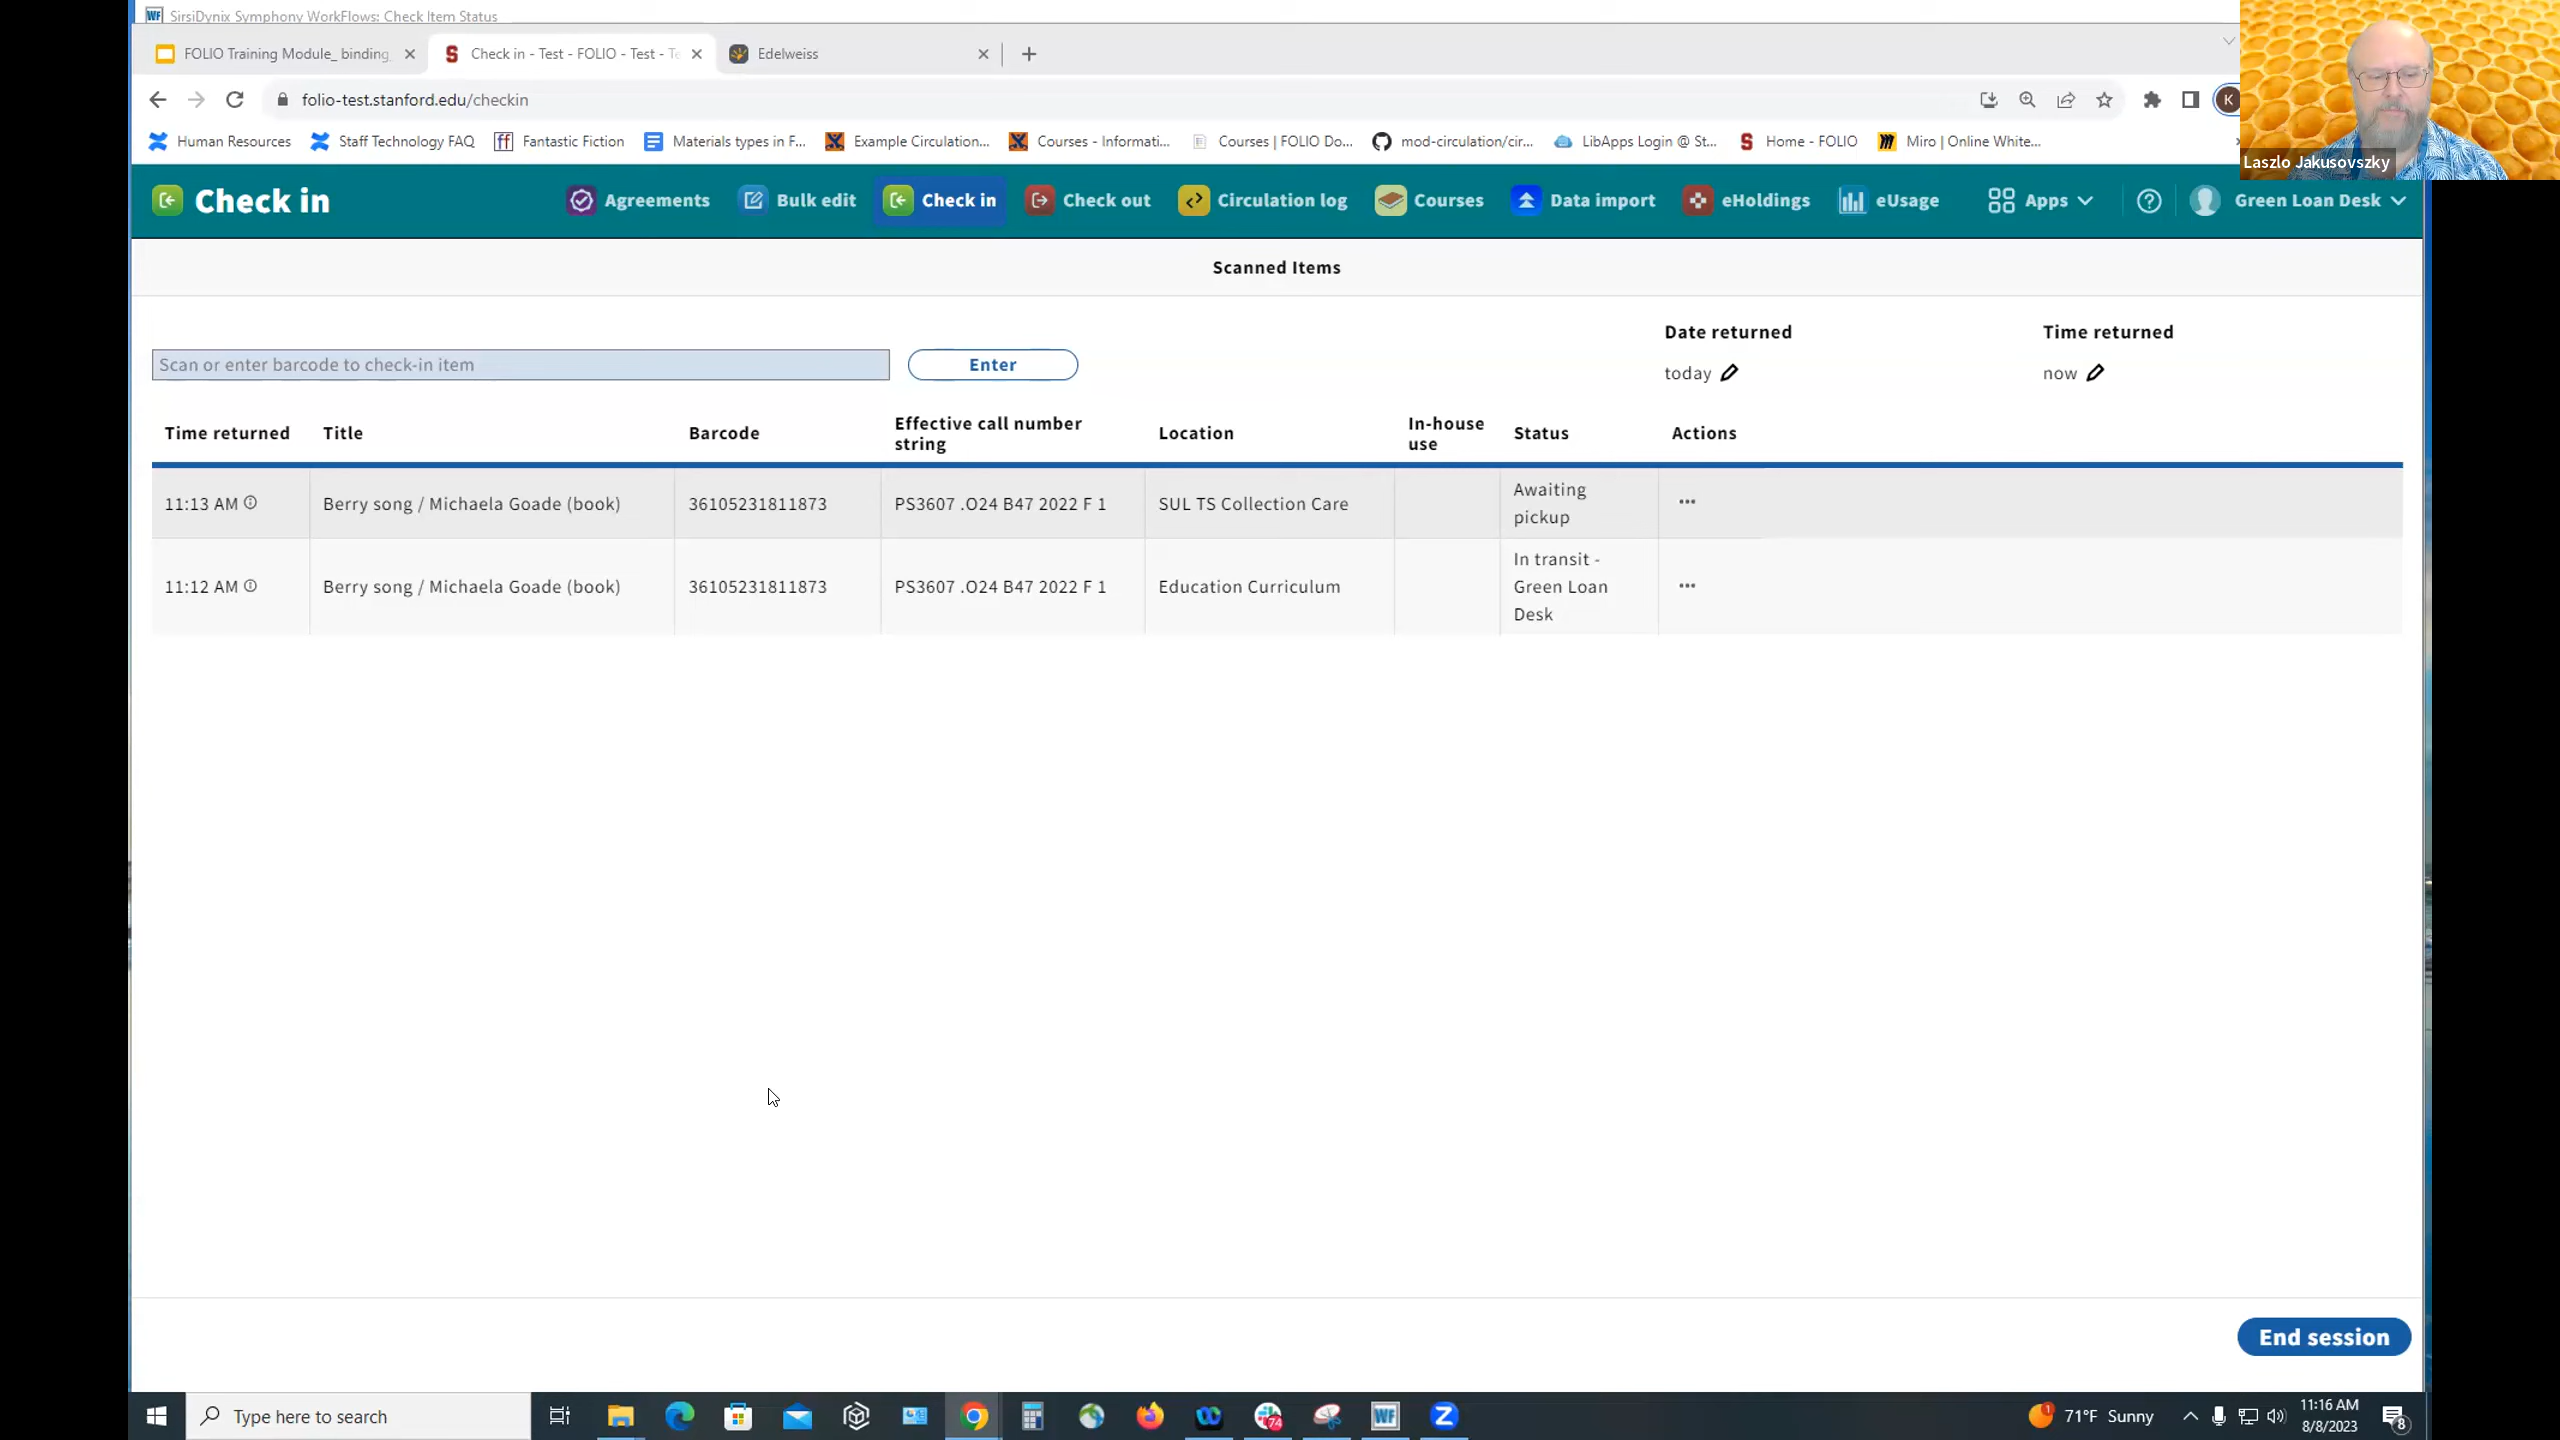 SirsiDynix Symphony WorkFlows: Check Item Status
FOLIO Training Module_ binding
Check in - Test - FOLIO - Test - Te
Edelweiss
folio-test.stanford.edu/checkin
K
Human Resources
Staff Technology FAQ
Fantastic Fiction
Materials types in F...
Example Circulation...
Courses - Informati...
Courses | FOLIO Do...
mod-circulation/cir...
LibApps Login @ St...
Home - FOLIO
Miro | Online White...
Laszlo Jakusovszky
Check in
Agreements
Bulk edit
Check in
Check out
Circulation log
Courses
Data import
eHoldings
eUsage
Apps
Green Loan Desk
Scanned Items
Scan or enter barcode to check-in item
Enter
Date returned
today
Time returned
now
Time returned Title Barcode Effective call number string Location In-house use Status Actions
11:13 AM Berry song / Michaela Goade (book) 36105231811873 PS3607 .O24 B47 2022 F 1 SUL TS Collection Care Awaiting pickup ...
11:12 AM Berry song / Michaela Goade (book) 36105231811873 PS3607 .O24 B47 2022 F 1 Education Curriculum In transit - Green Loan Desk ...
End session
Type here to search
74
WF
71°F Sunny
11:16 AM
8/8/2023
8